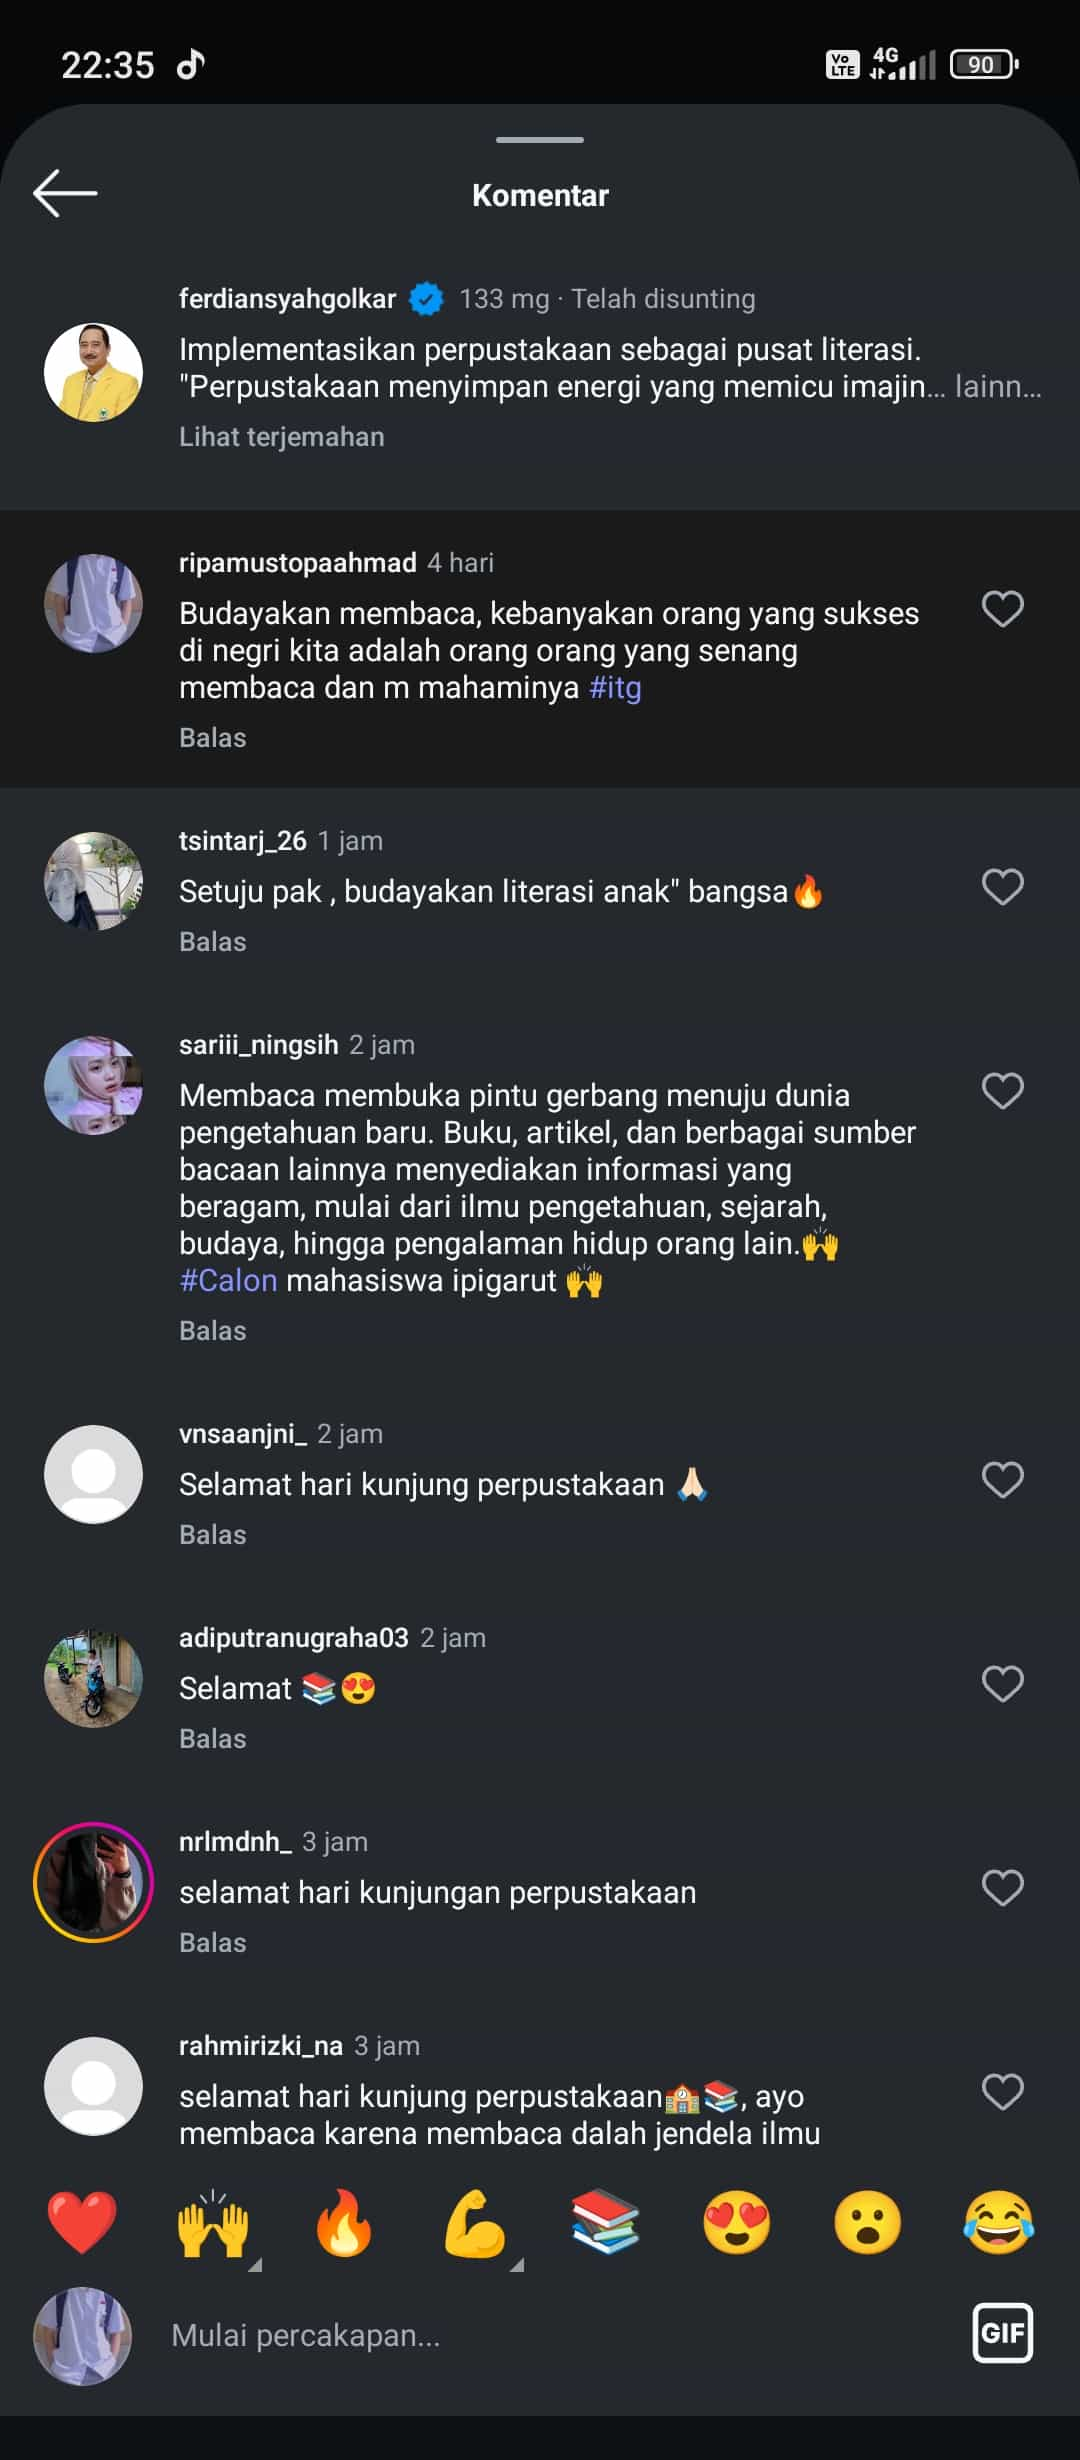 22:35
Vo LTE 4G 90
Komentar
ferdiansyahgolkar 133 mg · Telah disunting
Implementasikan perpustakaan sebagai pusat literasi.
"Perpustakaan menyimpan energi yang memicu imajin... lainn...
Lihat terjemahan
ripamustopaahmad 4 hari
Budayakan membaca, kebanyakan orang yang sukses
di negri kita adalah orang orang yang senang
membaca dan m mahaminya #itg
Balas
tsintarj_26 1 jam
Setuju pak , budayakan literasi anak" bangsa🔥
Balas
sariii_ningsih 2 jam
Membaca membuka pintu gerbang menuju dunia
pengetahuan baru. Buku, artikel, dan berbagai sumber
bacaan lainnya menyediakan informasi yang
beragam, mulai dari ilmu pengetahuan, sejarah,
budaya, hingga pengalaman hidup orang lain.🙌
#Calon mahasiswa ipigarut 🙌
Balas
vnsaanjni_ 2 jam
Selamat hari kunjung perpustakaan 🙏🏻
Balas
adiputranugraha03 2 jam
Selamat 📚😍
Balas
nrlmdnh_ 3 jam
selamat hari kunjungan perpustakaan
Balas
rahmirizki_na 3 jam
selamat hari kunjung perpustakaan🏫📚, ayo
membaca karena membaca dalah jendela ilmu
Mulai percakapan...
GIF